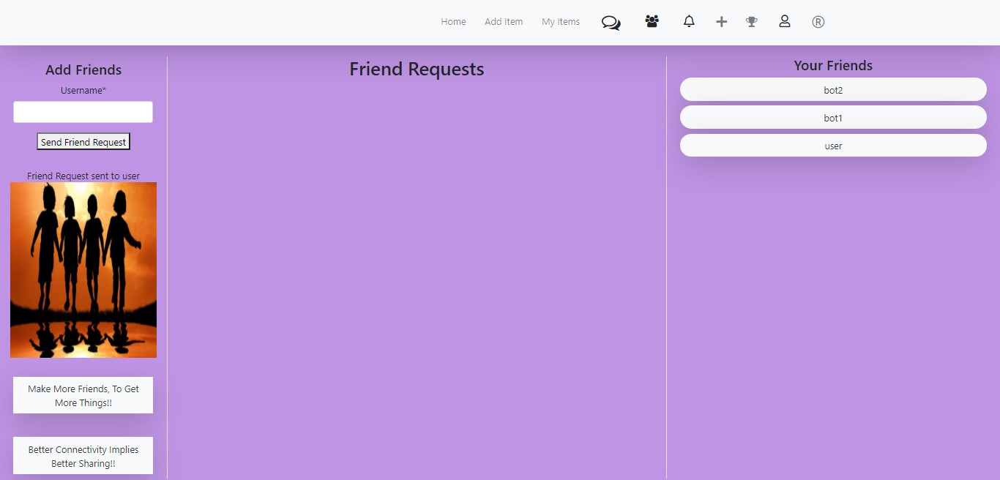 Home Add Item My Items ®
Add Friends
Username*
Send Friend Request
Friend Request sent to user
Make More Friends, To Get
More Things!!
Better Connectivity Implies
Better Sharing!!
Friend Requests
Your Friends
bot2
bot1
user